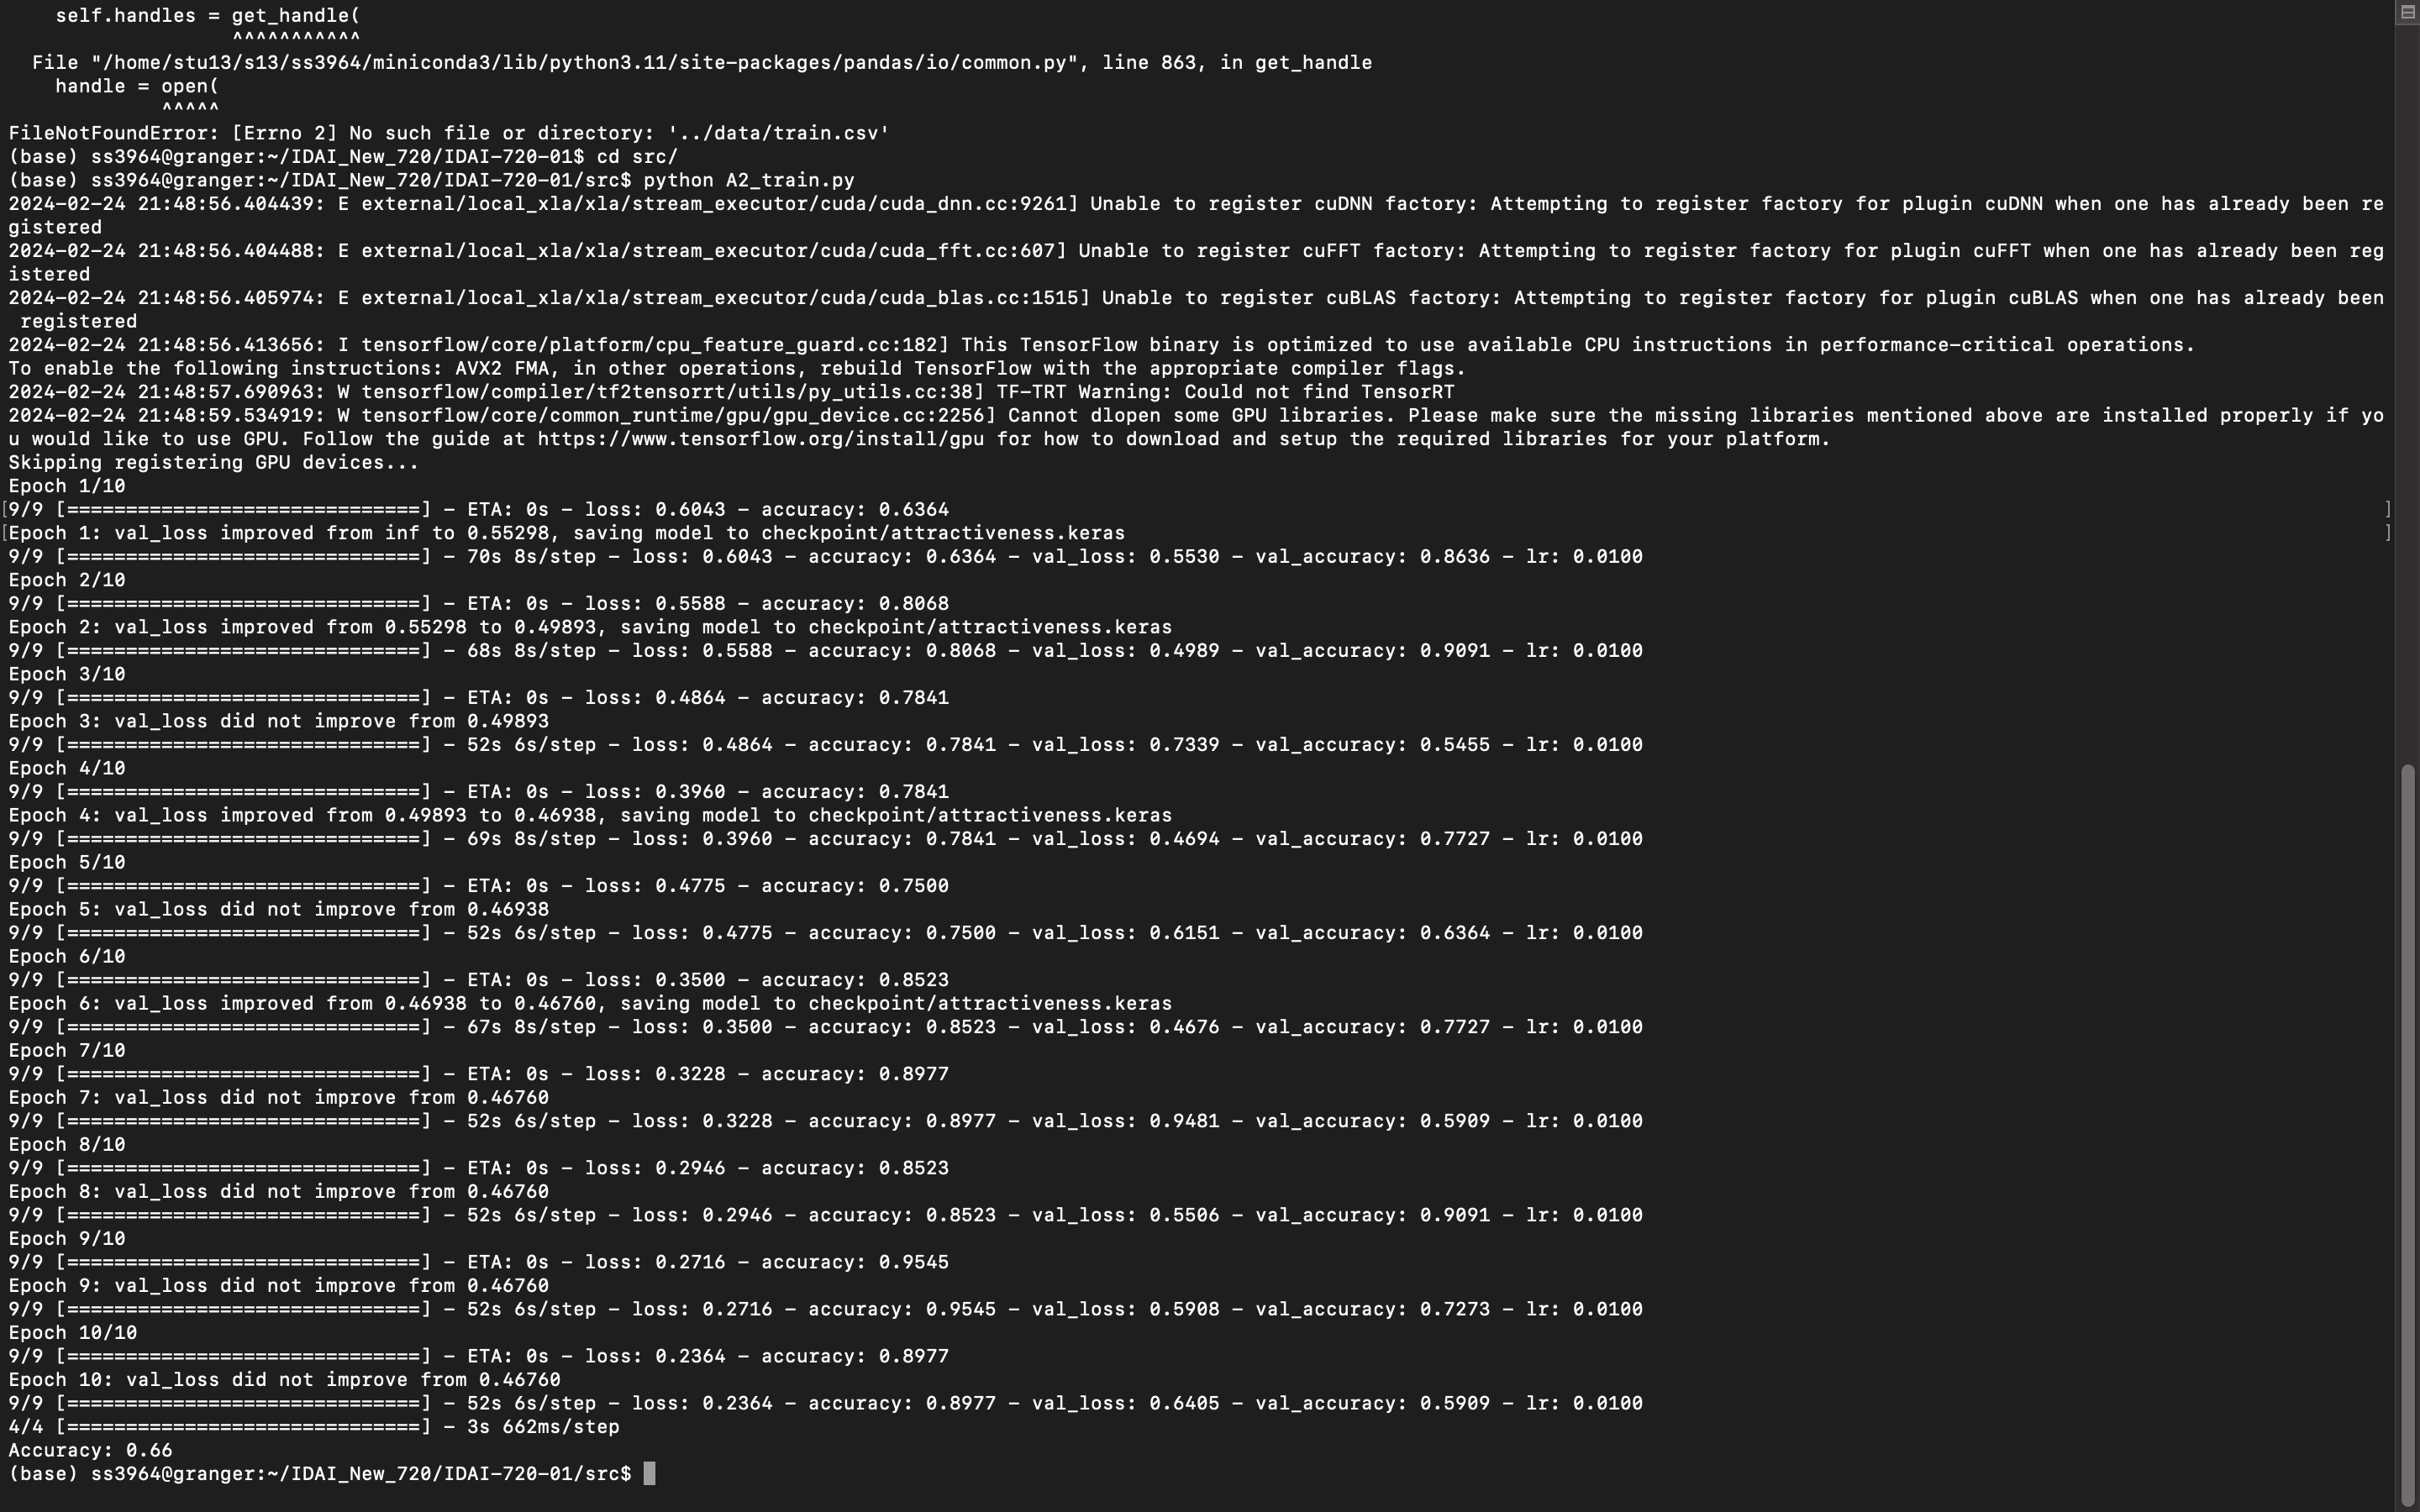 self.handles = get_handle(
                   ^^^^^^^^^^^
  File "/home/stu13/s13/ss3964/miniconda3/lib/python3.11/site-packages/pandas/io/common.py", line 863, in get_handle
    handle = open(
             ^^^^^
FileNotFoundError: [Errno 2] No such file or directory: '../data/train.csv'
(base) ss3964@granger:~/IDAI_New_720/IDAI-720-01$ cd src/
(base) ss3964@granger:~/IDAI_New_720/IDAI-720-01/src$ python A2_train.py
2024-02-24 21:48:56.404439: E external/local_xla/xla/stream_executor/cuda/cuda_dnn.cc:9261] Unable to register cuDNN factory: Attempting to register factory for plugin cuDNN when one has already been re
gistered
2024-02-24 21:48:56.404488: E external/local_xla/xla/stream_executor/cuda/cuda_fft.cc:607] Unable to register cuFFT factory: Attempting to register factory for plugin cuFFT when one has already been reg
istered
2024-02-24 21:48:56.405974: E external/local_xla/xla/stream_executor/cuda/cuda_blas.cc:1515] Unable to register cuBLAS factory: Attempting to register factory for plugin cuBLAS when one has already been
 registered
2024-02-24 21:48:56.413656: I tensorflow/core/platform/cpu_feature_guard.cc:182] This TensorFlow binary is optimized to use available CPU instructions in performance-critical operations.
To enable the following instructions: AVX2 FMA, in other operations, rebuild TensorFlow with the appropriate compiler flags.
2024-02-24 21:48:57.690963: W tensorflow/compiler/tf2tensorrt/utils/py_utils.cc:38] TF-TRT Warning: Could not find TensorRT
2024-02-24 21:48:59.534919: W tensorflow/core/common_runtime/gpu/gpu_device.cc:2256] Cannot dlopen some GPU libraries. Please make sure the missing libraries mentioned above are installed properly if yo
u would like to use GPU. Follow the guide at https://www.tensorflow.org/install/gpu for how to download and setup the required libraries for your platform.
Skipping registering GPU devices...
Epoch 1/10
[9/9 [==============================] - ETA: 0s - loss: 0.6043 - accuracy: 0.6364 ]
[Epoch 1: val_loss improved from inf to 0.55298, saving model to checkpoint/attractiveness.keras ]
9/9 [==============================] - 70s 8s/step - loss: 0.6043 - accuracy: 0.6364 - val_loss: 0.5530 - val_accuracy: 0.8636 - lr: 0.0100
Epoch 2/10
9/9 [==============================] - ETA: 0s - loss: 0.5588 - accuracy: 0.8068
Epoch 2: val_loss improved from 0.55298 to 0.49893, saving model to checkpoint/attractiveness.keras
9/9 [==============================] - 68s 8s/step - loss: 0.5588 - accuracy: 0.8068 - val_loss: 0.4989 - val_accuracy: 0.9091 - lr: 0.0100
Epoch 3/10
9/9 [==============================] - ETA: 0s - loss: 0.4864 - accuracy: 0.7841
Epoch 3: val_loss did not improve from 0.49893
9/9 [==============================] - 52s 6s/step - loss: 0.4864 - accuracy: 0.7841 - val_loss: 0.7339 - val_accuracy: 0.5455 - lr: 0.0100
Epoch 4/10
9/9 [==============================] - ETA: 0s - loss: 0.3960 - accuracy: 0.7841
Epoch 4: val_loss improved from 0.49893 to 0.46938, saving model to checkpoint/attractiveness.keras
9/9 [==============================] - 69s 8s/step - loss: 0.3960 - accuracy: 0.7841 - val_loss: 0.4694 - val_accuracy: 0.7727 - lr: 0.0100
Epoch 5/10
9/9 [==============================] - ETA: 0s - loss: 0.4775 - accuracy: 0.7500
Epoch 5: val_loss did not improve from 0.46938
9/9 [==============================] - 52s 6s/step - loss: 0.4775 - accuracy: 0.7500 - val_loss: 0.6151 - val_accuracy: 0.6364 - lr: 0.0100
Epoch 6/10
9/9 [==============================] - ETA: 0s - loss: 0.3500 - accuracy: 0.8523
Epoch 6: val_loss improved from 0.46938 to 0.46760, saving model to checkpoint/attractiveness.keras
9/9 [==============================] - 67s 8s/step - loss: 0.3500 - accuracy: 0.8523 - val_loss: 0.4676 - val_accuracy: 0.7727 - lr: 0.0100
Epoch 7/10
9/9 [==============================] - ETA: 0s - loss: 0.3228 - accuracy: 0.8977
Epoch 7: val_loss did not improve from 0.46760
9/9 [==============================] - 52s 6s/step - loss: 0.3228 - accuracy: 0.8977 - val_loss: 0.9481 - val_accuracy: 0.5909 - lr: 0.0100
Epoch 8/10
9/9 [==============================] - ETA: 0s - loss: 0.2946 - accuracy: 0.8523
Epoch 8: val_loss did not improve from 0.46760
9/9 [==============================] - 52s 6s/step - loss: 0.2946 - accuracy: 0.8523 - val_loss: 0.5506 - val_accuracy: 0.9091 - lr: 0.0100
Epoch 9/10
9/9 [==============================] - ETA: 0s - loss: 0.2716 - accuracy: 0.9545
Epoch 9: val_loss did not improve from 0.46760
9/9 [==============================] - 52s 6s/step - loss: 0.2716 - accuracy: 0.9545 - val_loss: 0.5908 - val_accuracy: 0.7273 - lr: 0.0100
Epoch 10/10
9/9 [==============================] - ETA: 0s - loss: 0.2364 - accuracy: 0.8977
Epoch 10: val_loss did not improve from 0.46760
9/9 [==============================] - 52s 6s/step - loss: 0.2364 - accuracy: 0.8977 - val_loss: 0.6405 - val_accuracy: 0.5909 - lr: 0.0100
4/4 [==============================] - 3s 662ms/step
Accuracy: 0.66
(base) ss3964@granger:~/IDAI_New_720/IDAI-720-01/src$